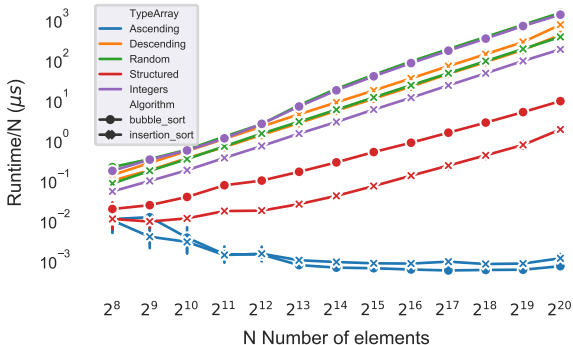 TypeArray
Ascending
Descending
Random
Structured
Integers
Algorithm
bubble_sort
insertion_sort
Runtime/N (μs)
10³
10²
10¹
10⁰
10⁻¹
10⁻²
10⁻³
2⁸ 2⁹ 2¹⁰ 2¹¹ 2¹² 2¹³ 2¹⁴ 2¹⁵ 2¹⁶ 2¹⁷ 2¹⁸ 2¹⁹ 2²⁰
N Number of elements